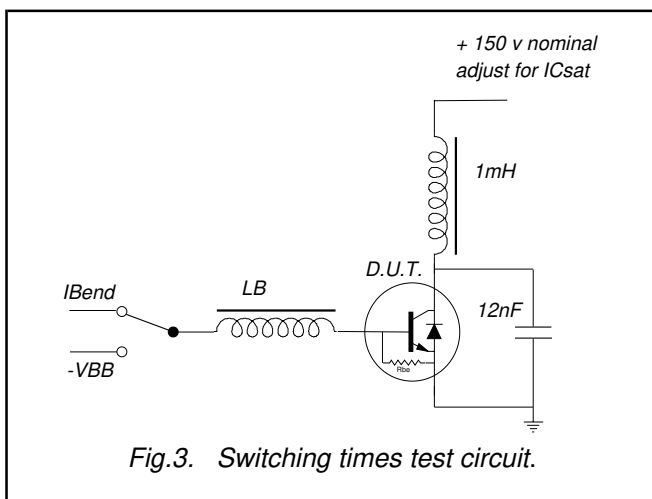 + 150 v nominal
adjust for ICsat
1mH
D.U.T.
LB
IBend
12nF
-VBB
Rbe
Fig.3. Switching times test circuit.